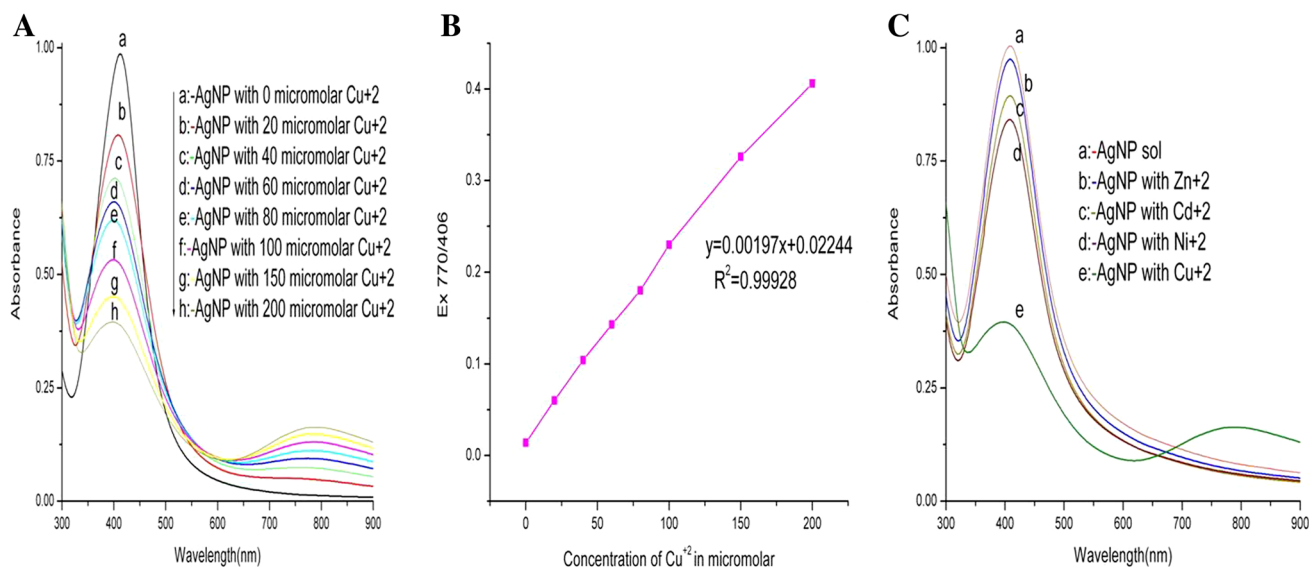 A
1.00
0.75
0.50
0.25
0.00
Absorbance
300 400 500 600 700 800 900
Wavelength(nm)
a
b
c
d
e
f
g
h
a:-AgNP with 0 micromolar Cu+2
b:-AgNP with 20 micromolar Cu+2
c:-AgNP with 40 micromolar Cu+2
d:-AgNP with 60 micromolar Cu+2
e:-AgNP with 80 micromolar Cu+2
f:-AgNP with 100 micromolar Cu+2
g:-AgNP with 150 micromolar Cu+2
h:-AgNP with 200 micromolar Cu+2
B
0.4
0.3
0.2
0.1
0.0
Ex 770/406
0 50 100 150 200
Concentration of Cu⁺² in micromolar
y=0.00197x+0.02244
R²=0.99928
C
1.00
0.75
0.50
0.25
0.00
Absorbance
300 400 500 600 700 800 900
Wavelength(nm)
a
b
c
d
e
a:-AgNP sol
b:-AgNP with Zn+2
c:-AgNP with Cd+2
d:-AgNP with Ni+2
e:-AgNP with Cu+2